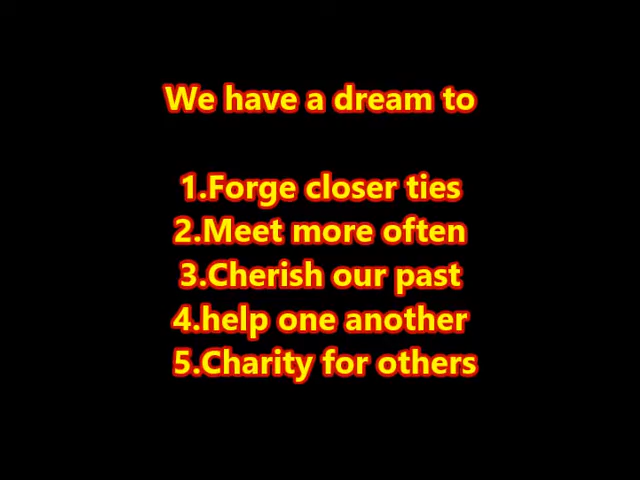 We have a dream to
1.Forge closer ties
2.Meet more often
3.Cherish our past
4.help one another
5.Charity for others